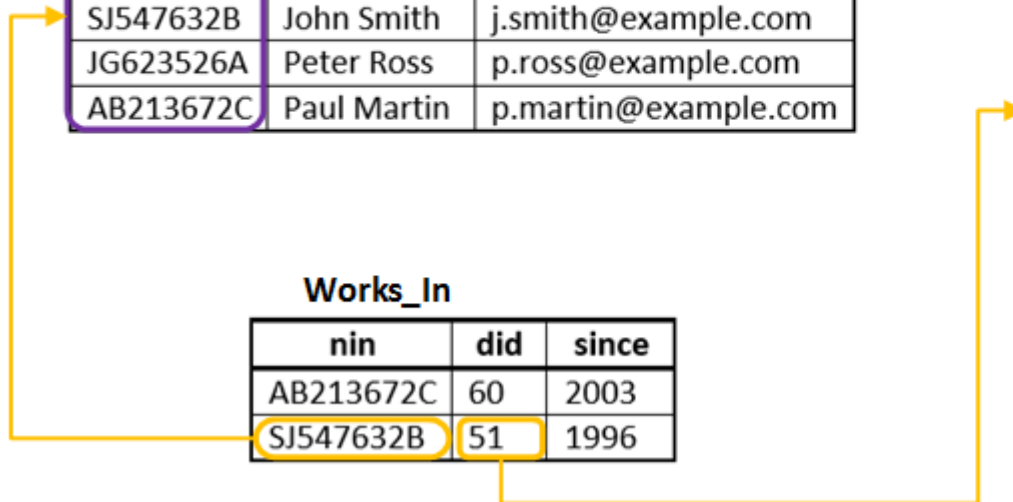 SJ547632B John Smith j.smith@example.com
JG623526A Peter Ross p.ross@example.com
AB213672C Paul Martin p.martin@example.com
Works_In
nin did since
AB213672C 60 2003
SJ547632B 51 1996